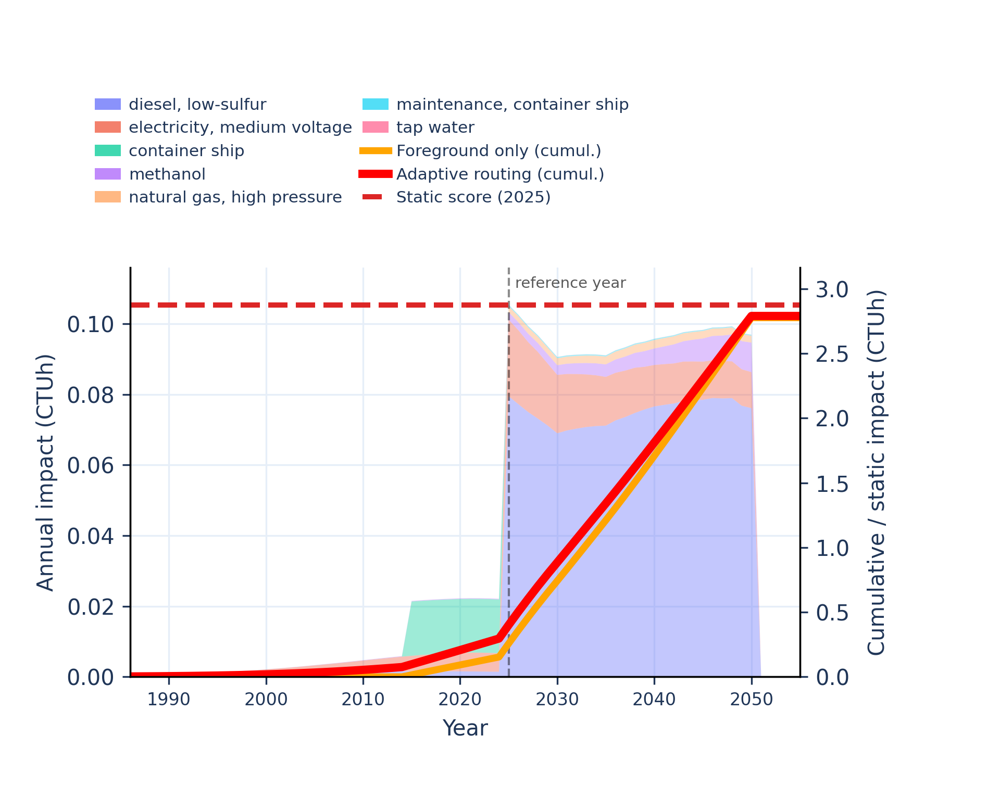 diesel, low-sulfur
electricity, medium voltage
container ship
methanol
natural gas, high pressure
maintenance, container ship
tap water
Foreground only (cumul.)
Adaptive routing (cumul.)
Static score (2025)
reference year
Annual impact (CTUh)
0.10
0.08
0.06
0.04
0.02
0.00
3.0
2.5
2.0
1.5
1.0
0.5
0.0
Cumulative / static impact (CTUh)
1990 2000 2010 2020 2030 2040 2050
Year